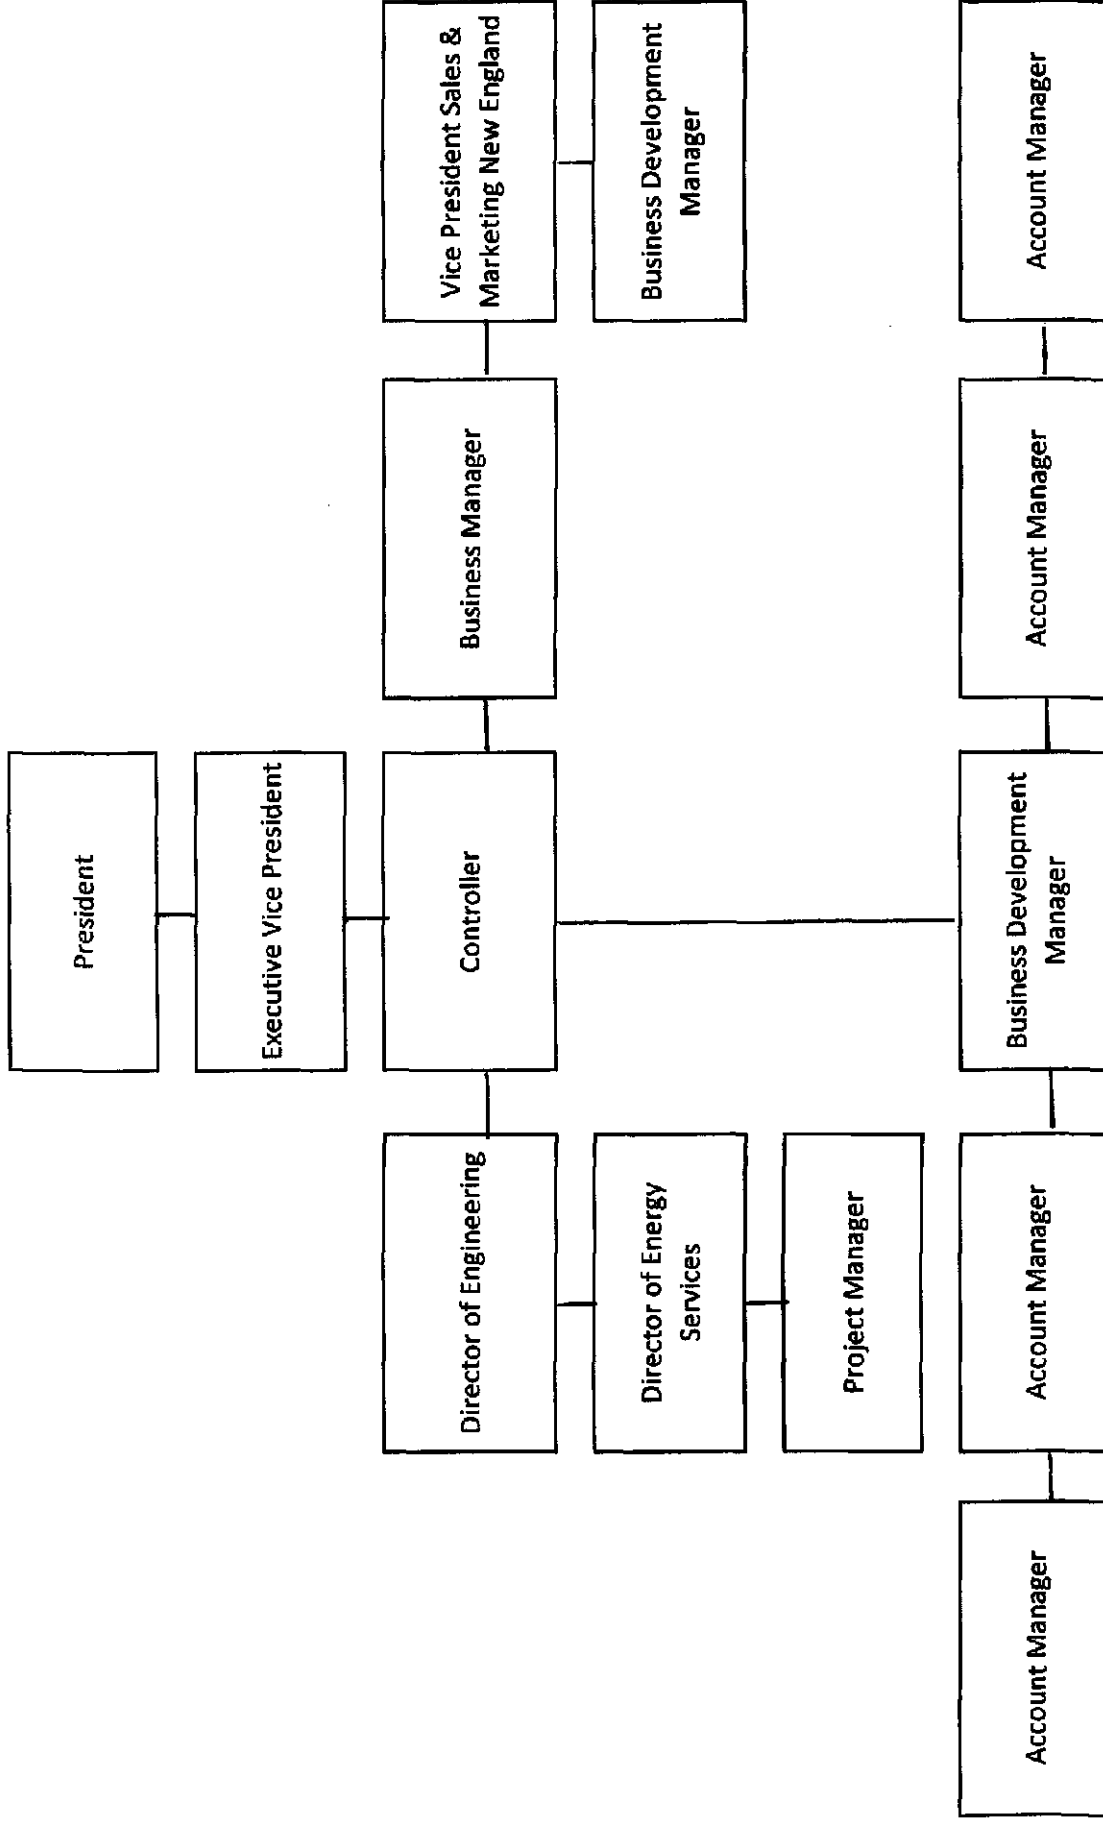 President
Executive Vice President
Director of Engineering
Controller
Business Manager
Vice President Sales &
Marketing New England
Director of Energy
Services
Business Development
Manager
Project Manager
Account Manager
Account Manager
Business Development
Manager
Account Manager
Account Manager